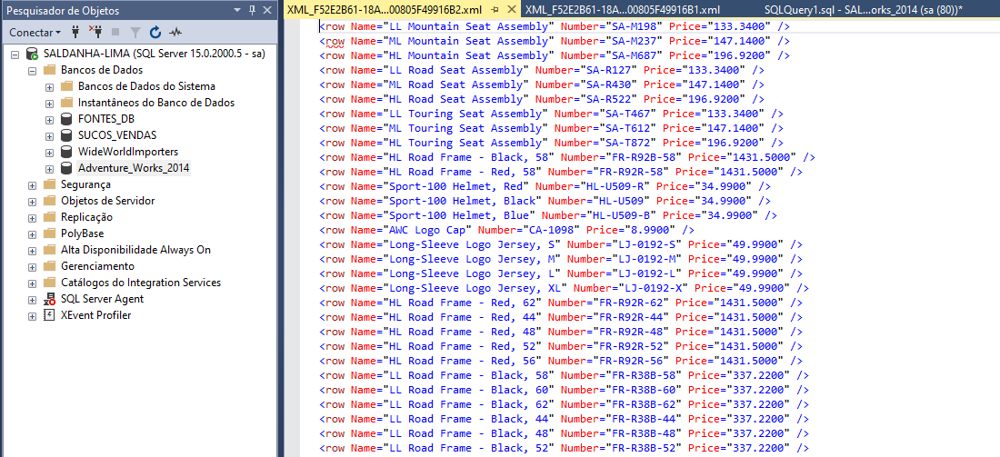 Pesquisador de Objetos
Conectar
SALDANHA-LIMA (SQL Server 15.0.2000.5 - sa)
Bancos de Dados
Bancos de Dados do Sistema
Instantâneos do Banco de Dados
FONTES_DB
SUCOS_VENDAS
WideWorldImporters
Adventure_Works_2014
Segurança
Objetos de Servidor
Replicação
PolyBase
Alta Disponibilidade Always On
Gerenciamento
Catálogos do Integration Services
SQL Server Agent
XEvent Profiler
XML_F52E2B61-18A...00805F49916B2.xml
XML_F52E2B61-18A...00805F49916B1.xml
SQLQuery1.sql - SAL...orks_2014 (sa (80))*
<row Name="LL Mountain Seat Assembly" Number="SA-M198" Price="133.3400" />
<row Name="ML Mountain Seat Assembly" Number="SA-M237" Price="147.1400" />
<row Name="HL Mountain Seat Assembly" Number="SA-M687" Price="196.9200" />
<row Name="LL Road Seat Assembly" Number="SA-R127" Price="133.3400" />
<row Name="ML Road Seat Assembly" Number="SA-R430" Price="147.1400" />
<row Name="HL Road Seat Assembly" Number="SA-R522" Price="196.9200" />
<row Name="LL Touring Seat Assembly" Number="SA-T467" Price="133.3400" />
<row Name="ML Touring Seat Assembly" Number="SA-T612" Price="147.1400" />
<row Name="HL Touring Seat Assembly" Number="SA-T872" Price="196.9200" />
<row Name="HL Road Frame - Black, 58" Number="FR-R92B-58" Price="1431.5000" />
<row Name="HL Road Frame - Red, 58" Number="FR-R92R-58" Price="1431.5000" />
<row Name="Sport-100 Helmet, Red" Number="HL-U509-R" Price="34.9900" />
<row Name="Sport-100 Helmet, Black" Number="HL-U509" Price="34.9900" />
<row Name="Sport-100 Helmet, Blue" Number="HL-U509-B" Price="34.9900" />
<row Name="AWC Logo Cap" Number="CA-1098" Price="8.9900" />
<row Name="Long-Sleeve Logo Jersey, S" Number="LJ-0192-S" Price="49.9900" />
<row Name="Long-Sleeve Logo Jersey, M" Number="LJ-0192-M" Price="49.9900" />
<row Name="Long-Sleeve Logo Jersey, L" Number="LJ-0192-L" Price="49.9900" />
<row Name="Long-Sleeve Logo Jersey, XL" Number="LJ-0192-X" Price="49.9900" />
<row Name="HL Road Frame - Red, 62" Number="FR-R92R-62" Price="1431.5000" />
<row Name="HL Road Frame - Red, 44" Number="FR-R92R-44" Price="1431.5000" />
<row Name="HL Road Frame - Red, 48" Number="FR-R92R-48" Price="1431.5000" />
<row Name="HL Road Frame - Red, 52" Number="FR-R92R-52" Price="1431.5000" />
<row Name="HL Road Frame - Red, 56" Number="FR-R92R-56" Price="1431.5000" />
<row Name="LL Road Frame - Black, 58" Number="FR-R38B-58" Price="337.2200" />
<row Name="LL Road Frame - Black, 60" Number="FR-R38B-60" Price="337.2200" />
<row Name="LL Road Frame - Black, 62" Number="FR-R38B-62" Price="337.2200" />
<row Name="LL Road Frame - Black, 44" Number="FR-R38B-44" Price="337.2200" />
<row Name="LL Road Frame - Black, 48" Number="FR-R38B-48" Price="337.2200" />
<row Name="LL Road Frame - Black, 52" Number="FR-R38B-52" Price="337.2200" />